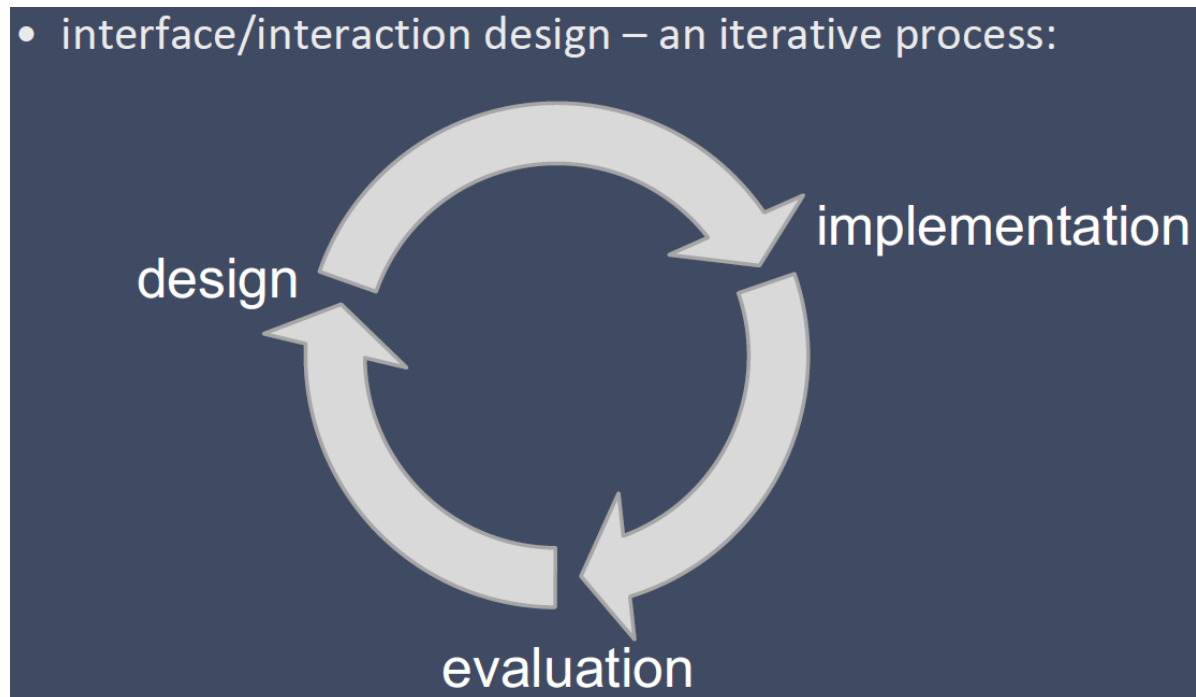 • interface/interaction design – an iterative process:
implementation
design
evaluation